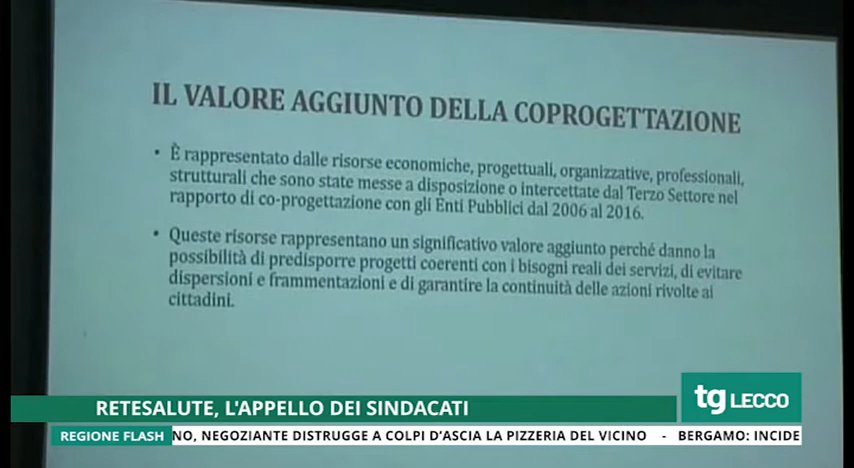 IL VALORE AGGIUNTO DELLA COPROGETTAZIONE
• È rappresentato dalle risorse economiche, progettuali, organizzative, professionali,
strutturali che sono state messe a disposizione o intercettate dal Terzo Settore nel
rapporto di co-progettazione con gli Enti Pubblici dal 2006 al 2016.
• Queste risorse rappresentano un significativo valore aggiunto perché danno la
possibilità di predisporre progetti coerenti con i bisogni reali dei servizi, di evitare
dispersioni e frammentazioni e di garantire la continuità delle azioni rivolte ai
cittadini.
RETESALUTE, L'APPELLO DEI SINDACATI
tg LECCO
REGIONE FLASH NO, NEGOZIANTE DISTRUGGE A COLPI D'ASCIA LA PIZZERIA DEL VICINO - BERGAMO: INCIDE